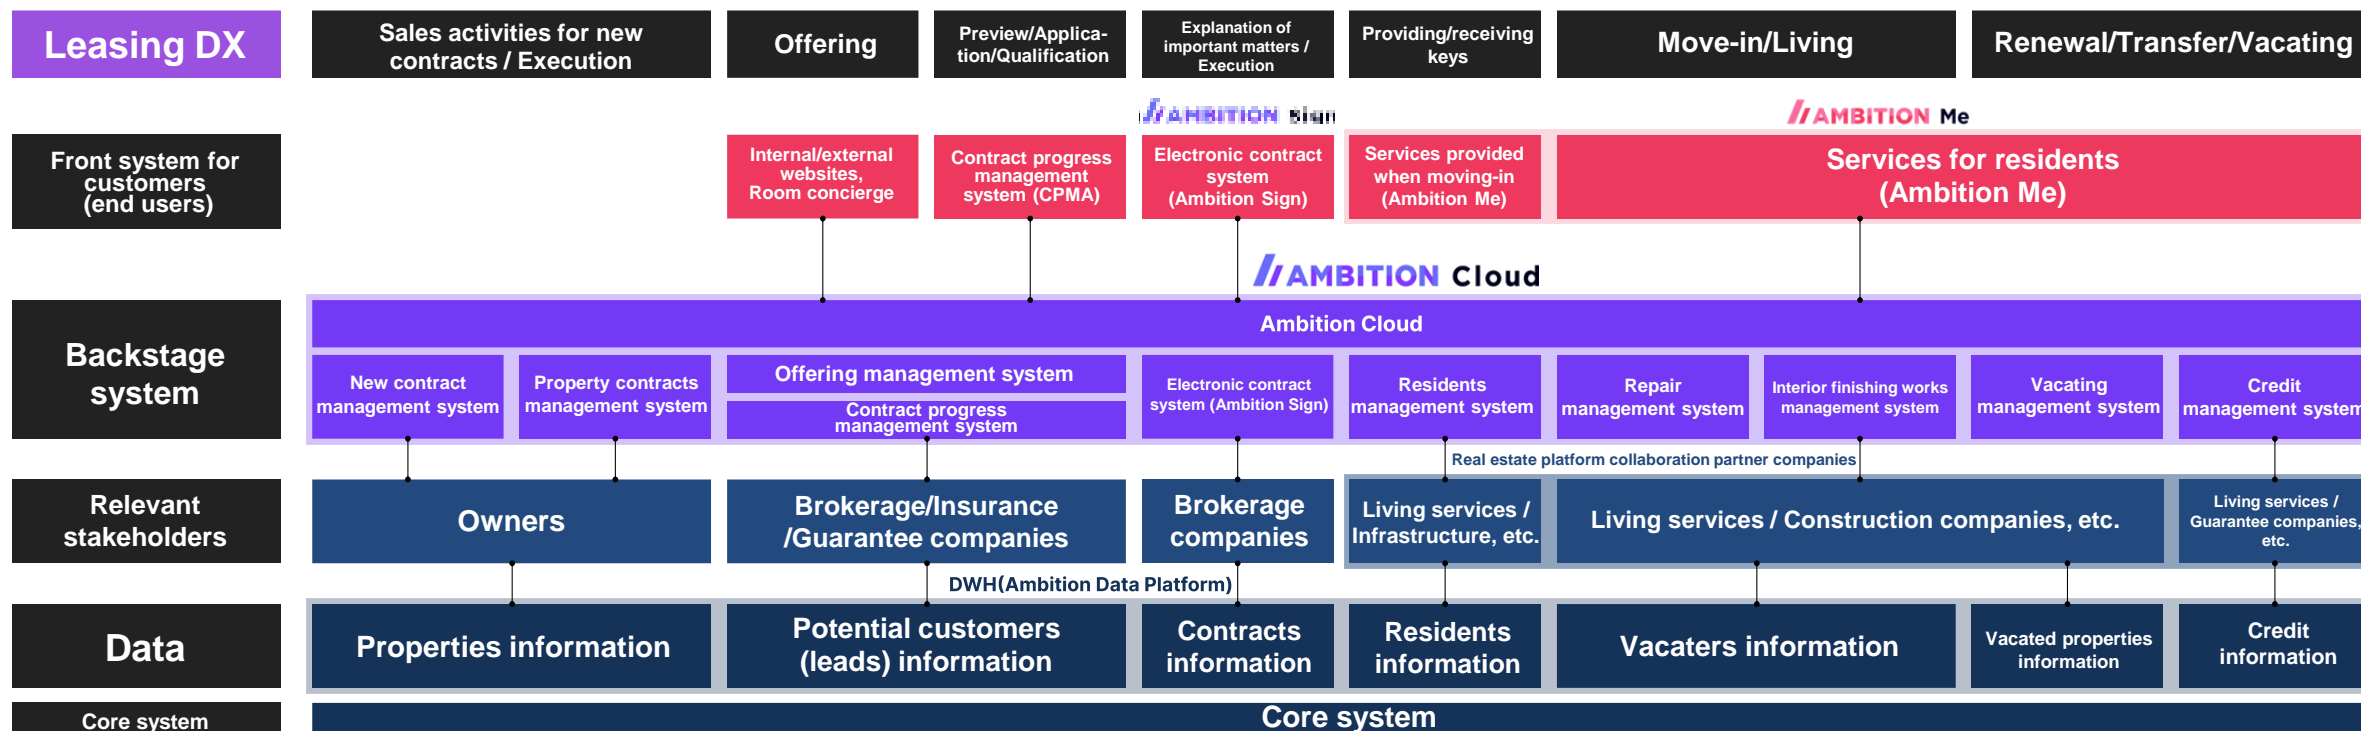 Leasing DX
Sales activities for new
contracts / Execution
Offering
Preview/Applica-
tion/Qualification
Explanation of
important matters /
Execution
Providing/receiving
keys
Move-in/Living
Renewal/Transfer/Vacating
AMBITION Sign
AMBITION Me
Front system for
customers
(end users)
Internal/external
websites,
Room concierge
Contract progress
management
system (CPMA)
Electronic contract
system
(Ambition Sign)
Services provided
when moving-in
(Ambition Me)
Services for residents
(Ambition Me)
AMBITION Cloud
Backstage
system
Ambition Cloud
New contract
management system
Property contracts
management system
Offering management system
Contract progress
management system
Electronic contract
system (Ambition Sign)
Residents
management system
Repair
management system
Interior finishing works
management system
Vacating
management system
Credit
management system
Real estate platform collaboration partner companies
Relevant
stakeholders
Owners
Brokerage/Insurance
/Guarantee companies
Brokerage
companies
Living services /
Infrastructure, etc.
Living services / Construction companies, etc.
Living services /
Guarantee companies,
etc.
DWH(Ambition Data Platform)
Data
Properties information
Potential customers
(leads) information
Contracts
information
Residents
information
Vacaters information
Vacated properties
information
Credit
information
Core system
Core system